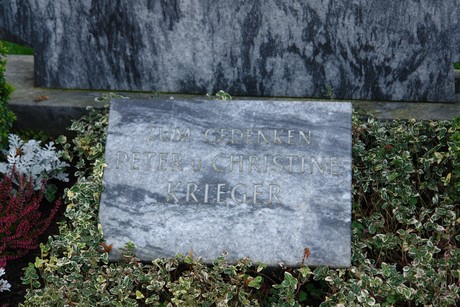 ZUM GEDENKEN
PETER u. CHRISTINE
KRIEGER